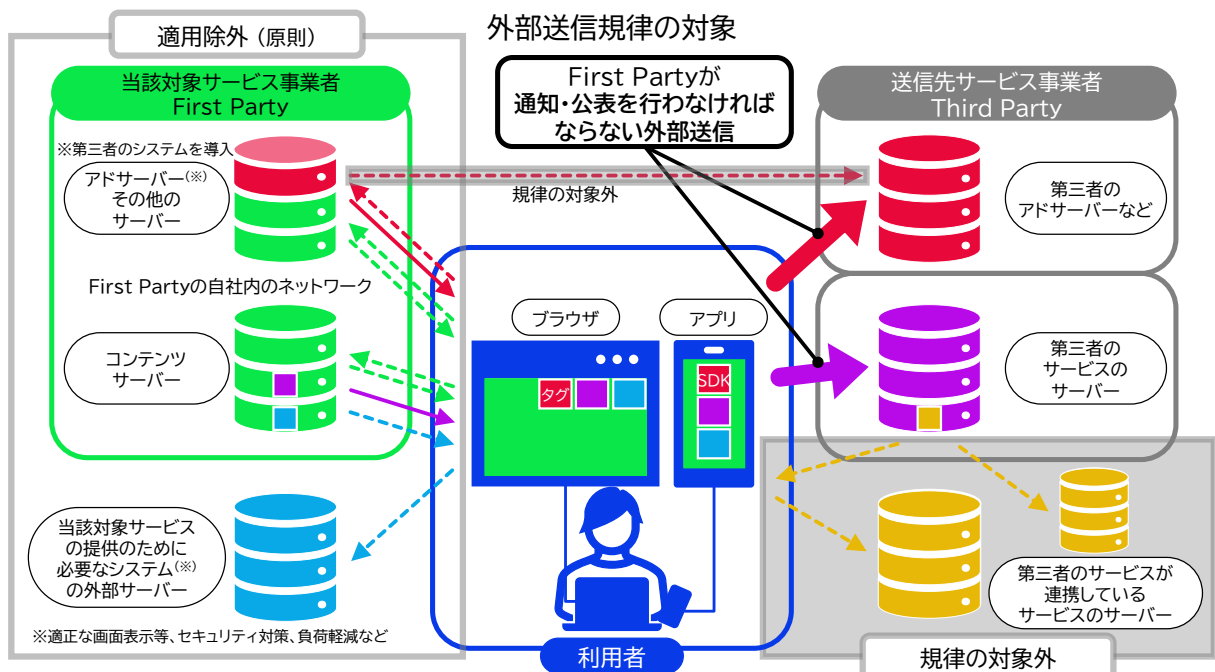 外部送信規律の対象
適用除外（原則）
当該対象サービス事業者
First Party
※第三者のシステムを導入
アドサーバー(※)
その他の
サーバー
First Partyの自社内のネットワーク
コンテンツ
サーバー
当該対象サービス
の提供のために
必要なシステム(※)
の外部サーバー
※適正な画面表示等、セキュリティ対策、負荷軽減など
First Partyが
通知・公表を行わなければ
ならない外部送信
規律の対象外
ブラウザ
アプリ
タグ
SDK
利用者
送信先サービス事業者
Third Party
第三者の
アドサーバーなど
第三者の
サービスの
サーバー
第三者のサービスが
連携している
サービスのサーバー
規律の対象外